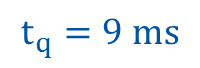 t_q = 9 ms